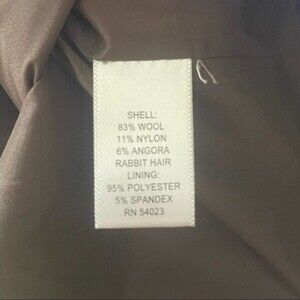 SHELL:
83% WOOL
11% NYLON
6% ANGORA
RABBIT HAIR
LINING:
95% POLYESTER
5% SPANDEX
RN 54023